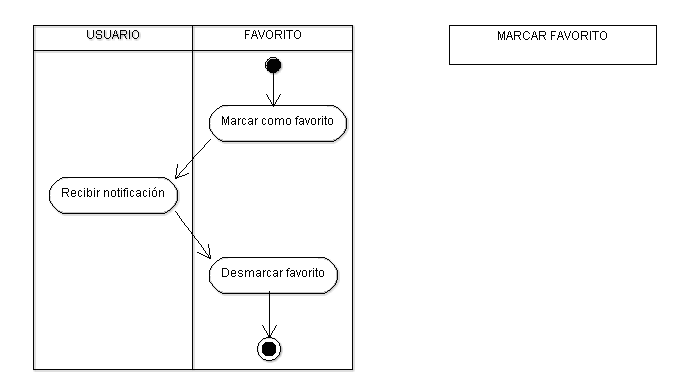 USUARIO
FAVORITO
MARCAR FAVORITO
Marcar como favorito
Recibir notificación
Desmarcar favorito